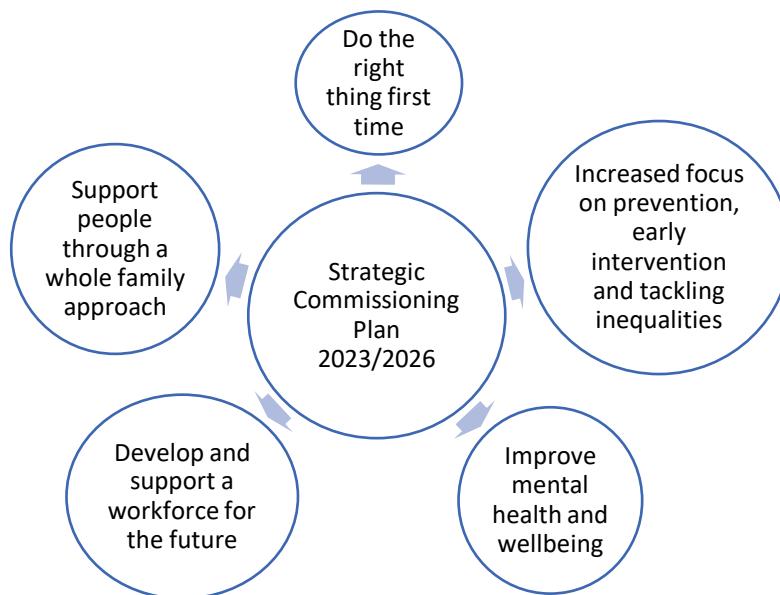 Do the
right
thing first
time
Increased focus
on prevention,
early
intervention
and tackling
inequalities
Support
people
through a
whole family
approach
Strategic
Commissioning
Plan
2023/2026
Develop and
support a
workforce for
the future
Improve
mental
health and
wellbeing